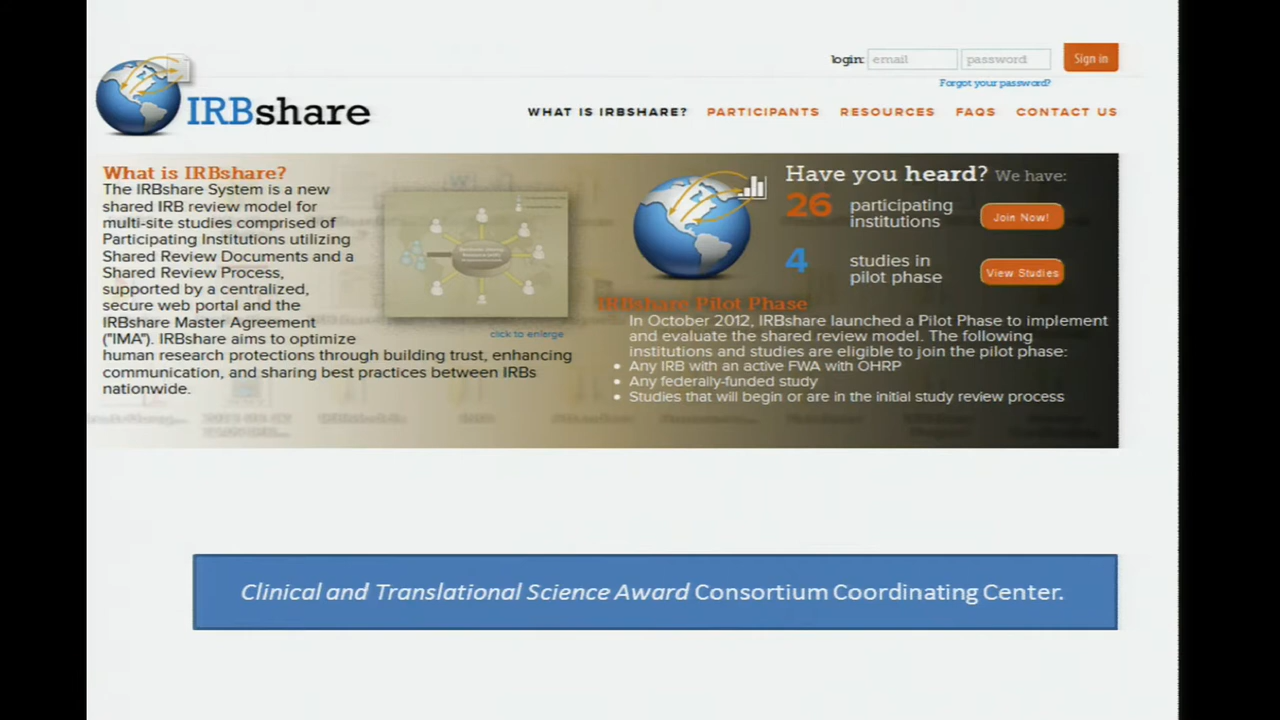 login: email password Sign in
Forgot your password?
IRBshare
WHAT IS IRBSHARE? PARTICIPANTS RESOURCES FAQS CONTACT US
What is IRBshare?
The IRBshare System is a new
shared IRB review model for
multi-site studies comprised of
Participating Institutions utilizing
Shared Review Documents and a
Shared Review Process,
supported by a centralized,
secure web portal and the
IRBshare Master Agreement
("IMA"). IRBshare aims to optimize
human research protections through building trust, enhancing
communication, and sharing best practices between IRBs
nationwide.
click to enlarge
Have you heard? We have:
26 participating
institutions
Join Now!
4 studies in
pilot phase
View Studies
IRBshare Pilot Phase
In October 2012, IRBshare launched a Pilot Phase to implement
and evaluate the shared review model. The following
institutions and studies are eligible to join the pilot phase:
• Any IRB with an active FWA with OHRP
• Any federally-funded study
• Studies that will begin or are in the initial study review process
Clinical and Translational Science Award Consortium Coordinating Center.